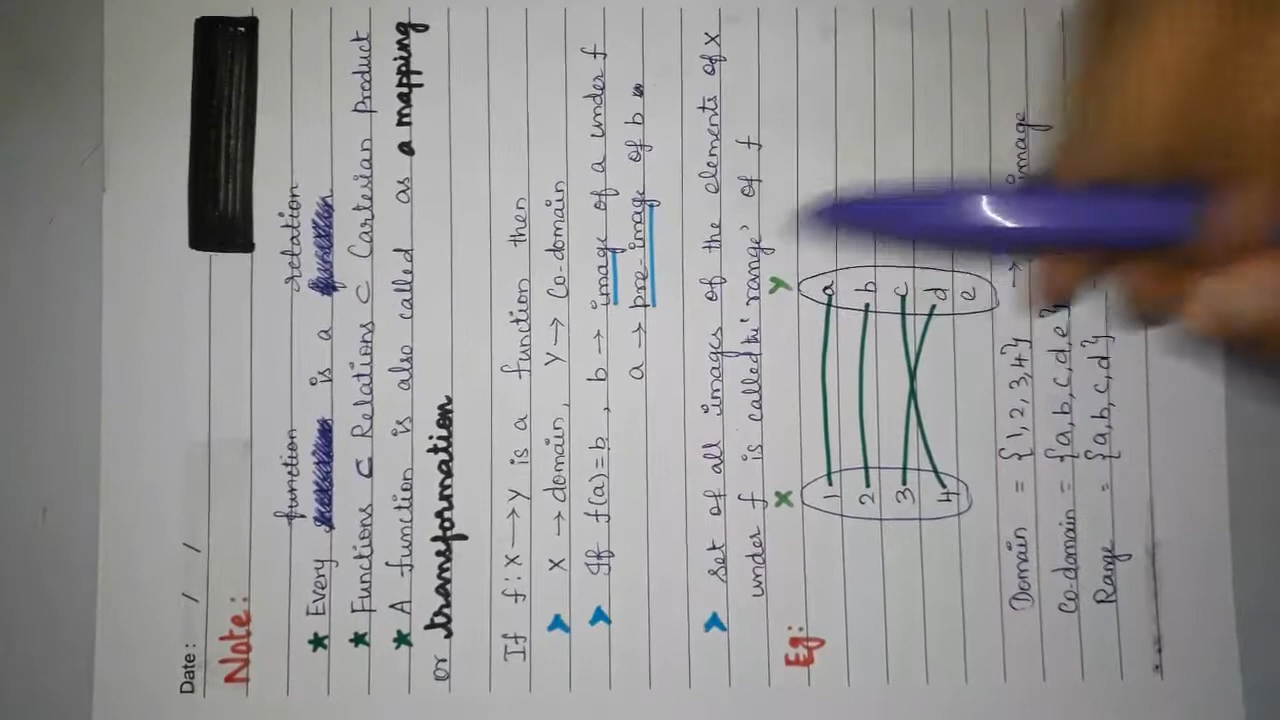 Date: / /
Note:
function relation
★ Every is a
★ Functions ⊂ Relations ⊂ Cartesian product
★ A function is also called as a mapping
or transformation
If f: x → y is a function then
➤ x → domain, y → co-domain
➤ If f(a) = b, b → image of a under f
a → pre-image of b "
➤ Set of all images of the elements of x
under f is called the 'range' of f
Eg: x y
1 a
2 b
3 c
4 d
e
Domain = {1, 2, 3, 4} → image
Co-domain = {a, b, c, d, e}
Range = {a, b, c, d}